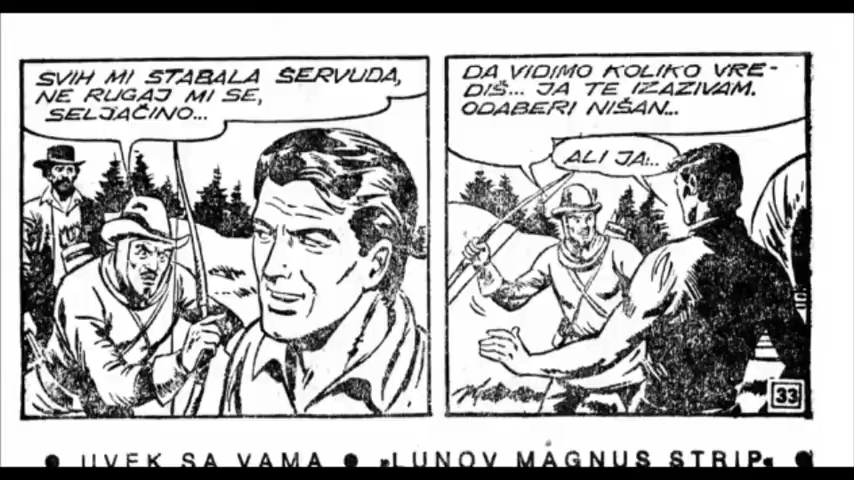 SVIH MI STABALA ŠERVUDA,
NE RUGAJ MI SE,
SELJAČINO...
DA VIDIMO KOLIKO VRE-
DIŠ... JA TE IZAZIVAM.
ODABERI NIŠAN...
ALI JA...
33
● UVEK SA VAMA ● „LUNOV MAGNUS STRIP“ ●